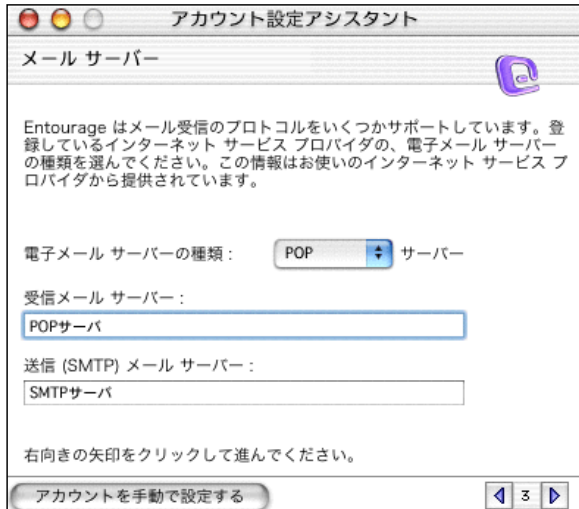 アカウント設定アシスタント
メール サーバー
Entourage はメール受信のプロトコルをいくつかサポートしています。登
録しているインターネット サービス プロバイダの、電子メール サーバー
の種類を選んでください。この情報はお使いのインターネット サービス プ
ロバイダから提供されています。
電子メール サーバーの種類： POP サーバー
受信メール サーバー：
POPサーバ
送信 (SMTP) メール サーバー：
SMTPサーバ
右向きの矢印をクリックして進んでください。
アカウントを手動で設定する 3